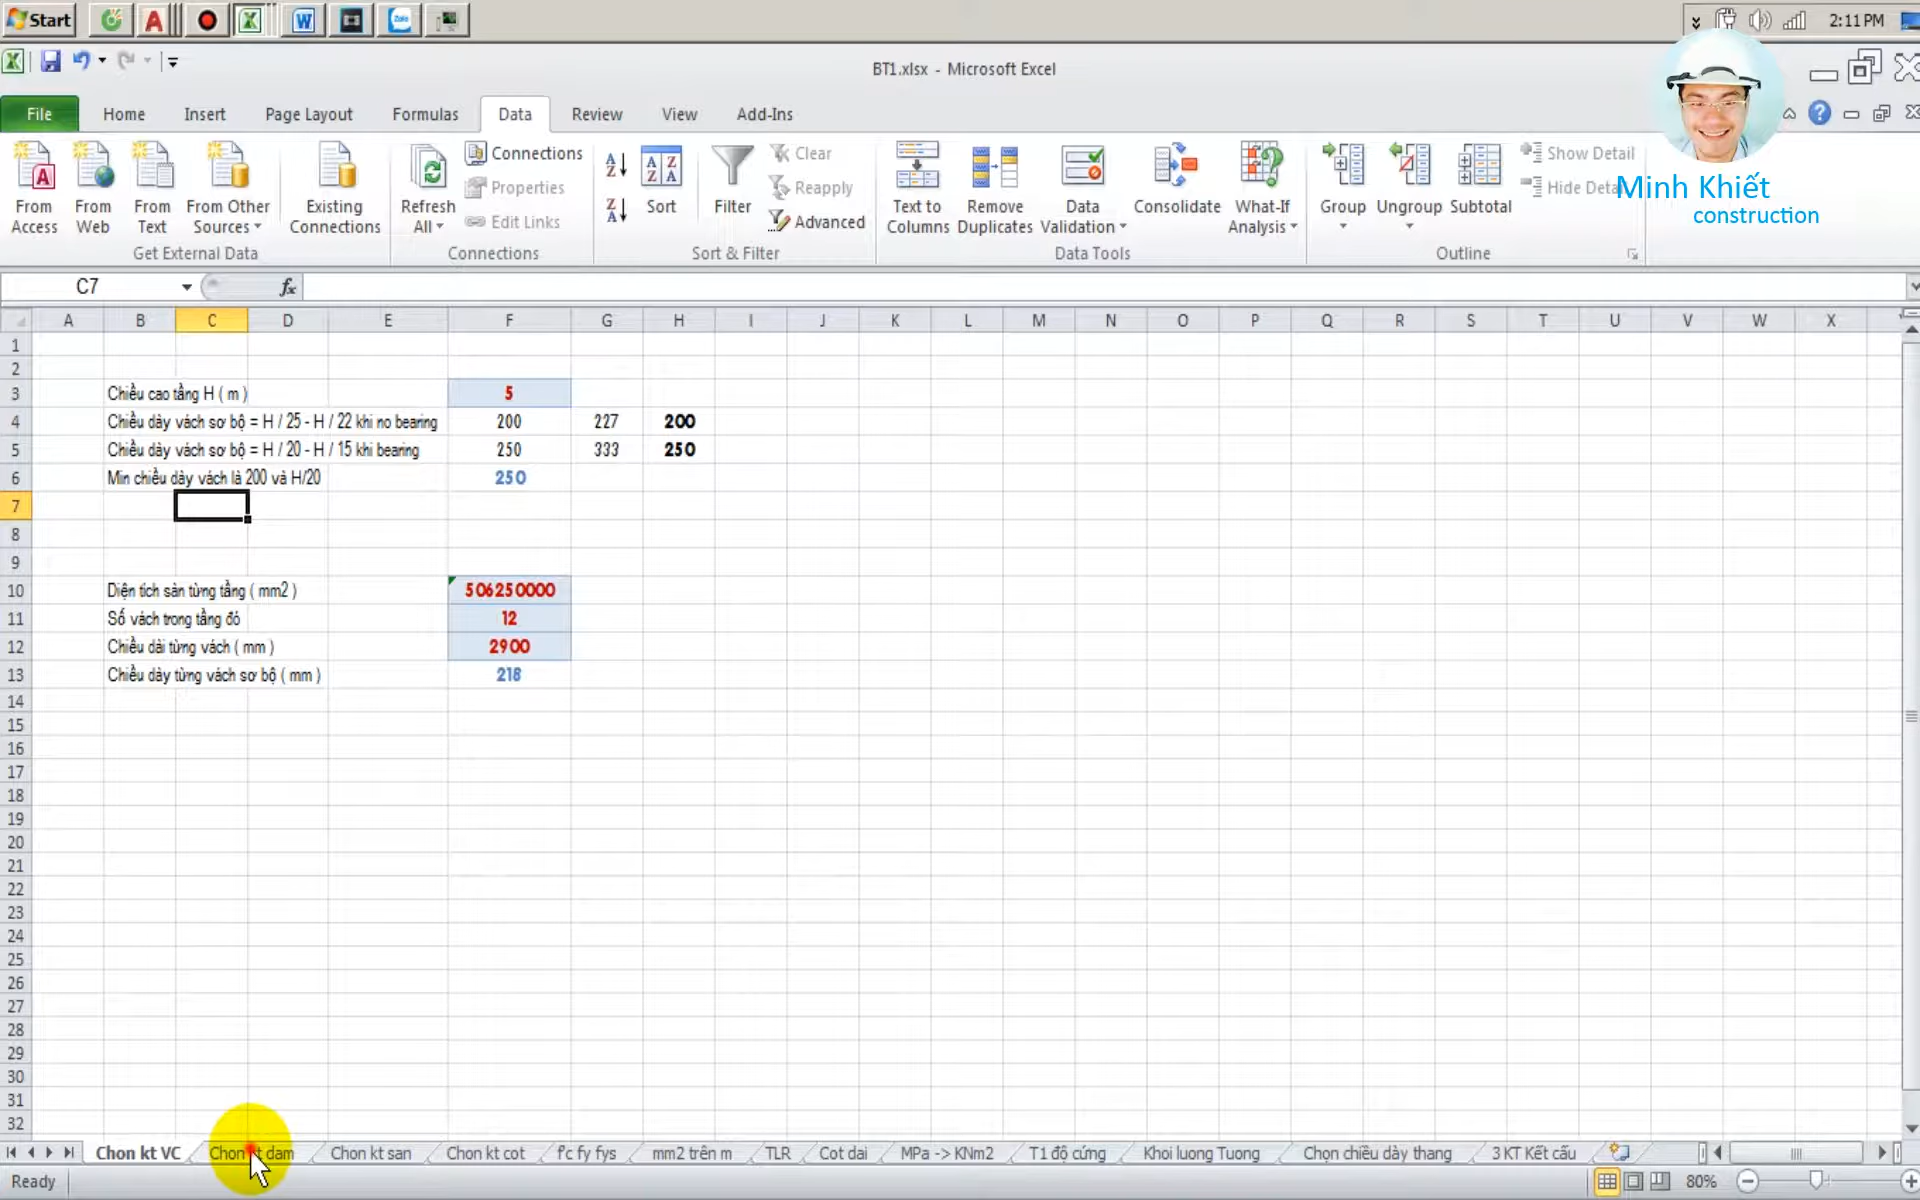 Start
2:11 PM
BT1.xlsx - Microsoft Excel
File Home Insert Page Layout Formulas Data Review View Add-Ins
From Access
From Web
From Text
From Other Sources
Existing Connections
Get External Data
Refresh All
Connections
Properties
Edit Links
Connections
Sort
Filter
Clear
Reapply
Advanced
Sort & Filter
Text to Columns
Remove Duplicates
Data Validation
Consolidate
What-If Analysis
Data Tools
Group
Ungroup
Subtotal
Show Detail
Hide Deta
Outline
Minh Khiết
construction
C7
fx
A B C D E F G H I J K L M N O P Q R S T U V W X
1
2
3 Chiều cao tầng H ( m ) 5
4 Chiều dày vách sơ bộ = H / 25 - H / 22 khi no bearing 200 227 200
5 Chiều dày vách sơ bộ = H / 20 - H / 15 khi bearing 250 333 250
6 Min chiều dày vách là 200 và H/20 250
7
8
9
10 Diện tích sàn từng tầng ( mm2 ) 506250000
11 Số vách trong tầng đó 12
12 Chiều dài từng vách ( mm ) 2900
13 Chiều dày từng vách sơ bộ ( mm ) 218
14
15
16
17
18
19
20
21
22
23
24
25
26
27
28
29
30
31
32
Chon kt VC Chon kt dam Chon kt san Chon kt cot f'c fy fys mm2 trên m TLR Cot dai MPa -> KNm2 T1 độ cứng Khoi luong Tuong Chọn chiều dày thang 3 KT Kết cấu
Ready
80%